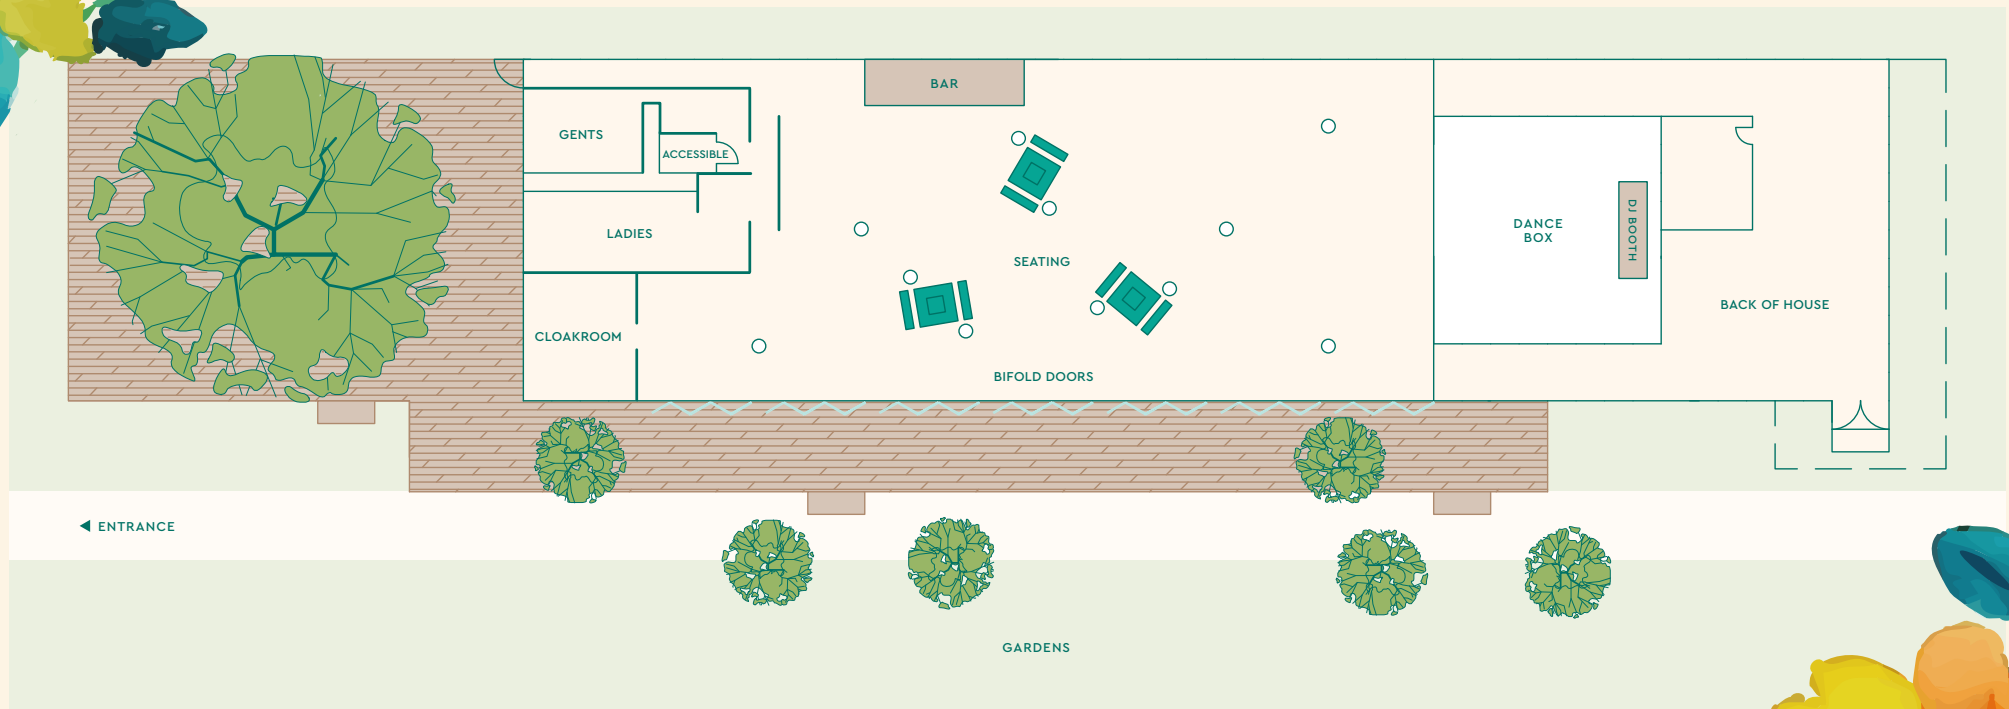 BAR
GENTS
ACCESSIBLE
LADIES
DANCE
BOX
DJ BOOTH
SEATING
BACK OF HOUSE
CLOAKROOM
BIFOLD DOORS
ENTRANCE
GARDENS